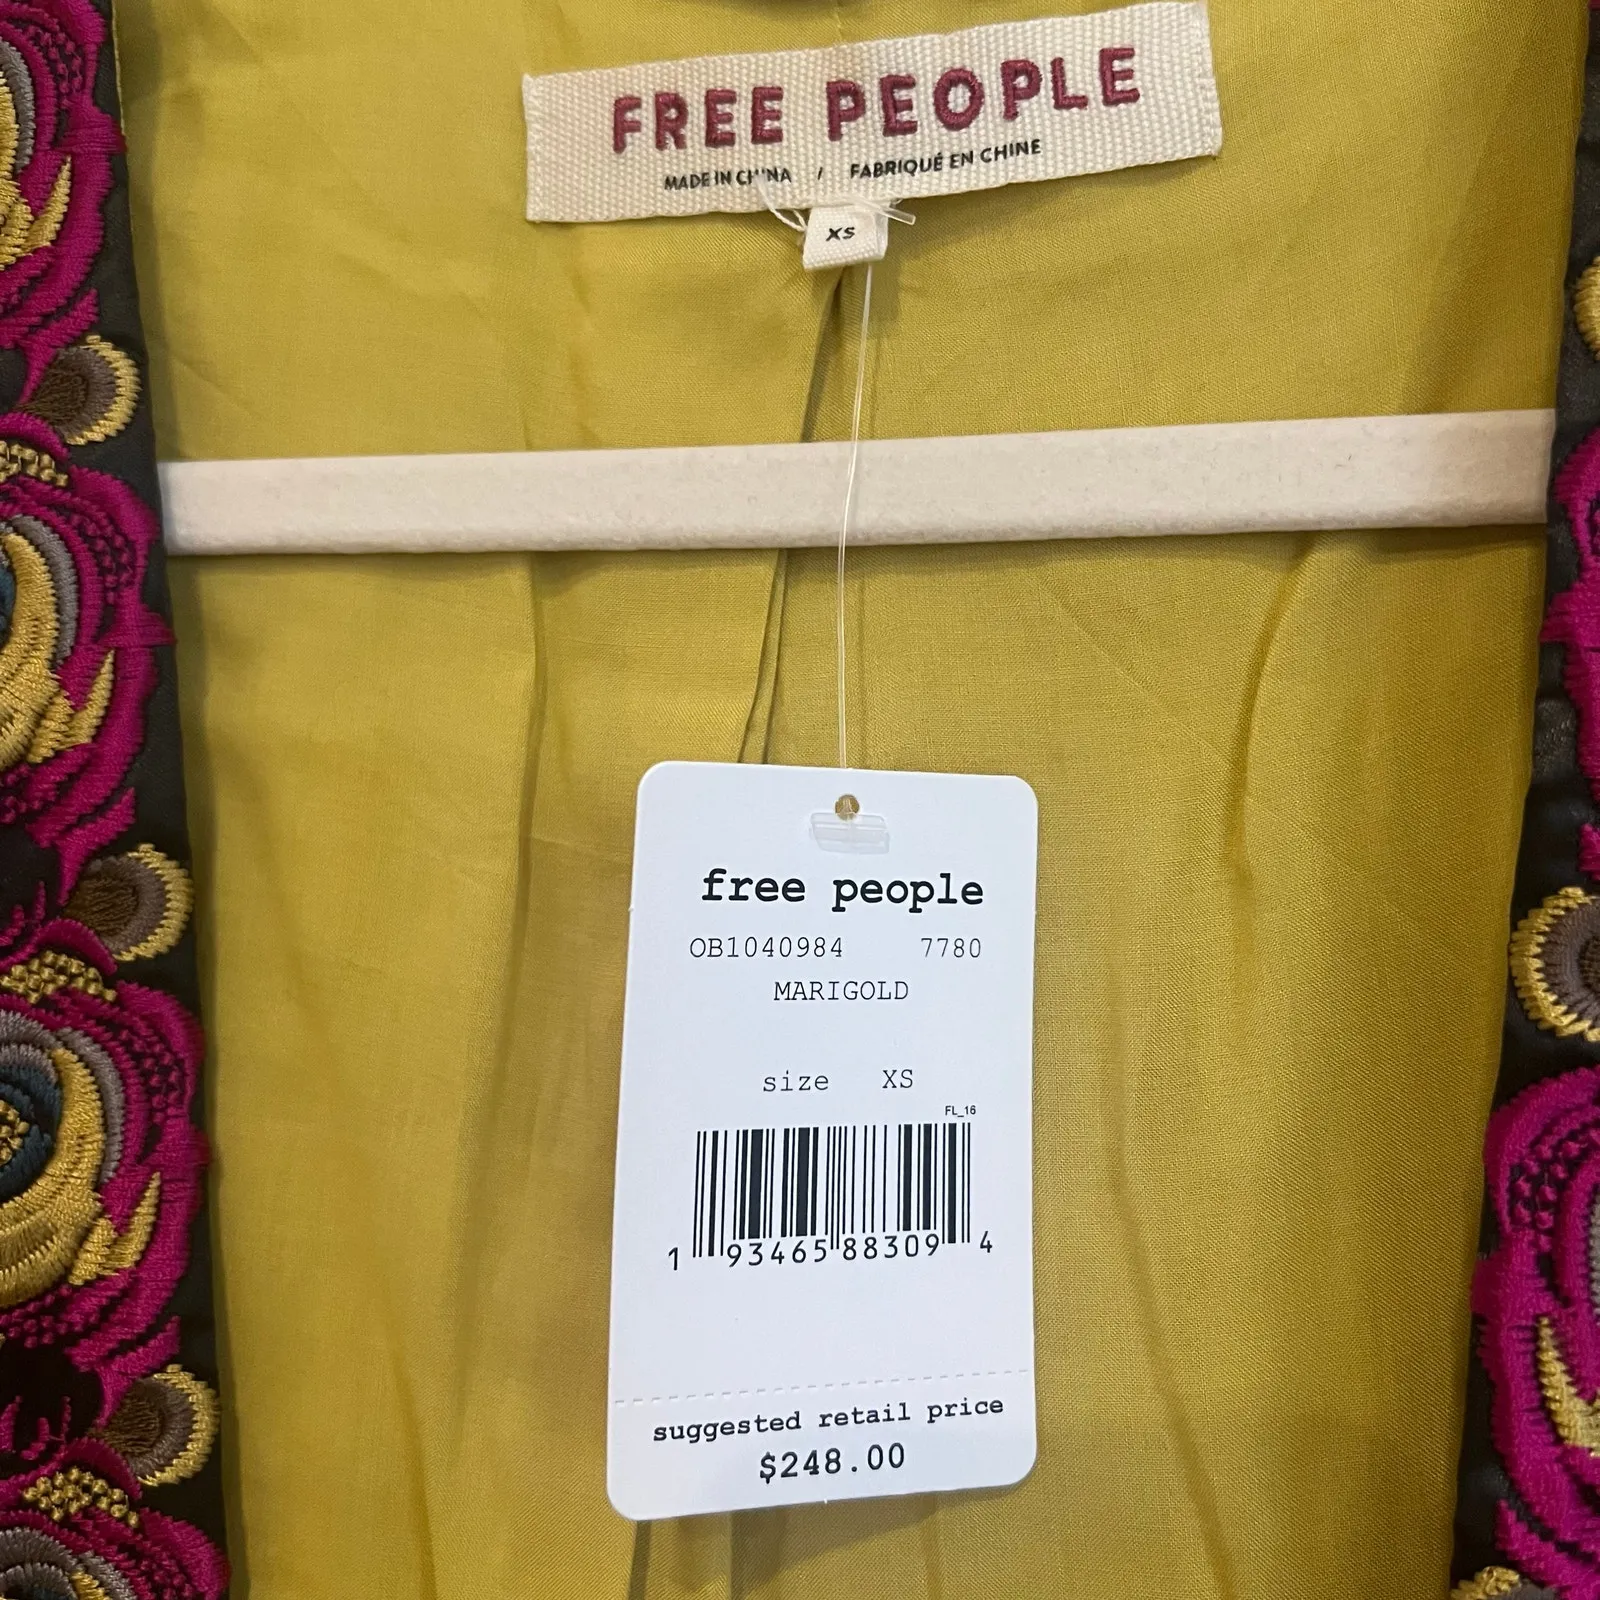 FREE PEOPLE
MADE IN CHINA / FABRIQUÉ EN CHINE
XS
free people
OB1040984 7780
MARIGOLD
size XS
FL_16
1 93465 88309 4
suggested retail price
$248.00